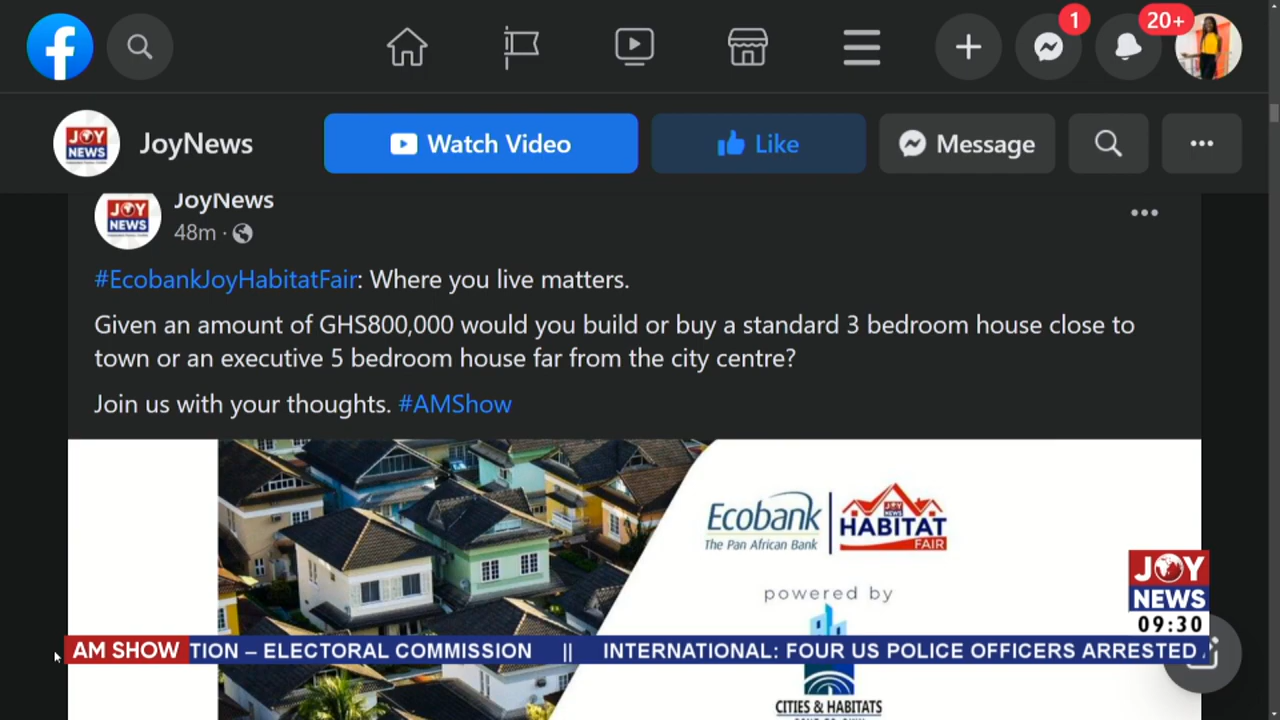 1
20+
JOY
NEWS
JoyNews
Watch Video
Like
Message
JOY
NEWS
JoyNews
48m ·
#EcobankJoyHabitatFair: Where you live matters.
Given an amount of GHS800,000 would you build or buy a standard 3 bedroom house close to
town or an executive 5 bedroom house far from the city centre?
Join us with your thoughts. #AMShow
Ecobank
The Pan African Bank
JOY
NEWS
HABITAT
FAIR
powered by
JOY
NEWS
09:30
AM SHOW
TION – ELECTORAL COMMISSION || INTERNATIONAL: FOUR US POLICE OFFICERS ARRESTED
CITIES & HABITATS